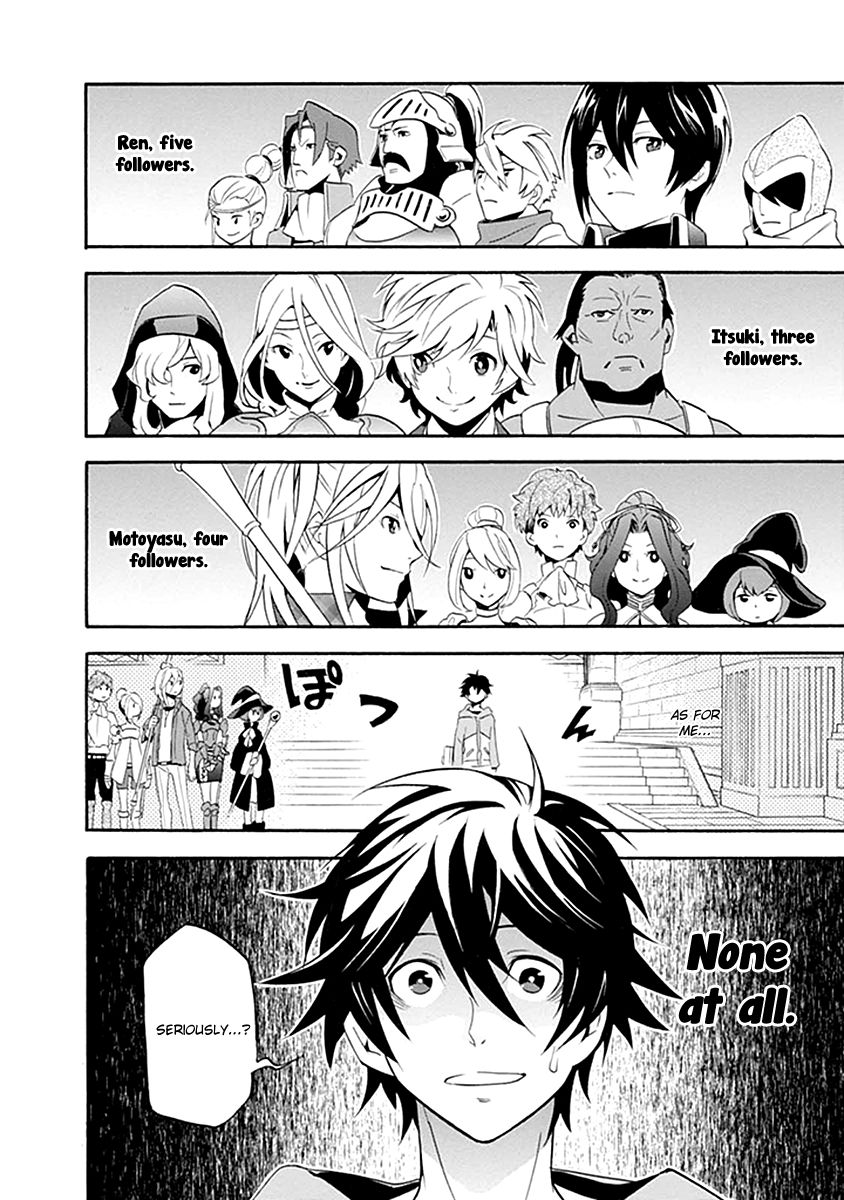 Ren, five
followers.
Itsuki, three
followers.
Motoyasu, four
followers.
AS FOR
ME...
ぽつん
None
at all.
SERIOUSLY...?